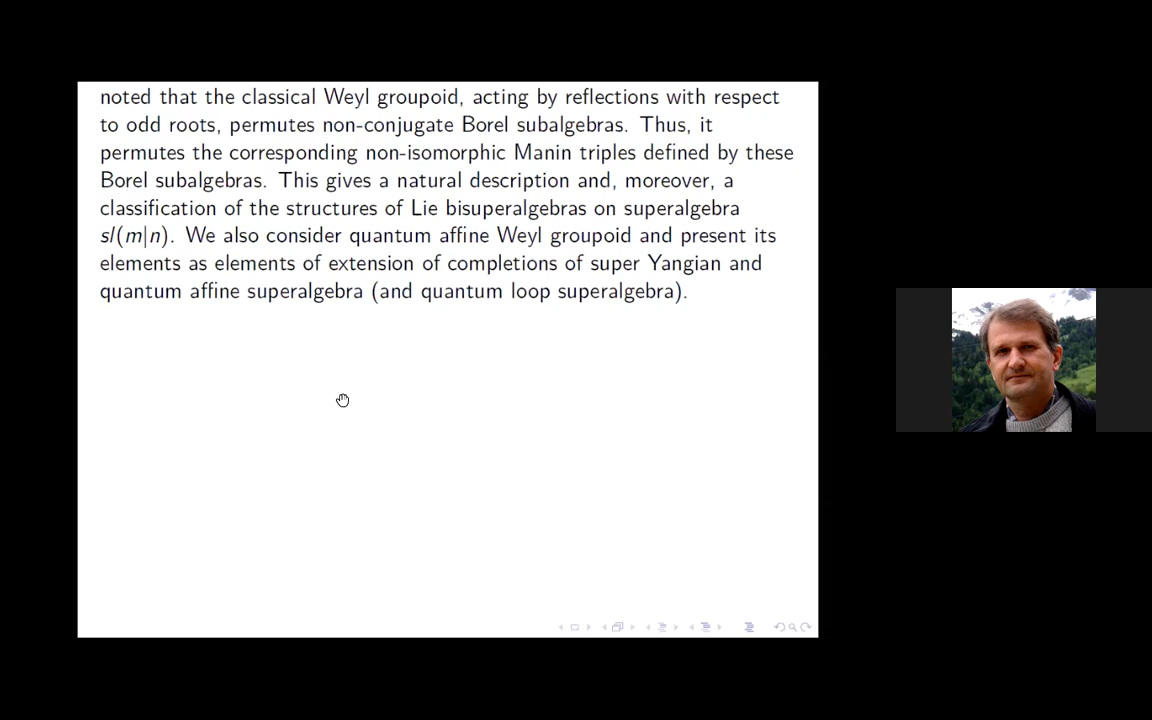 noted that the classical Weyl groupoid, acting by reflections with respect
to odd roots, permutes non-conjugate Borel subalgebras. Thus, it
permutes the corresponding non-isomorphic Manin triples defined by these
Borel subalgebras. This gives a natural description and, moreover, a
classification of the structures of Lie bisuperalgebras on superalgebra
sl(m|n). We also consider quantum affine Weyl groupoid and present its
elements as elements of extension of completions of super Yangian and
quantum affine superalgebra (and quantum loop superalgebra).